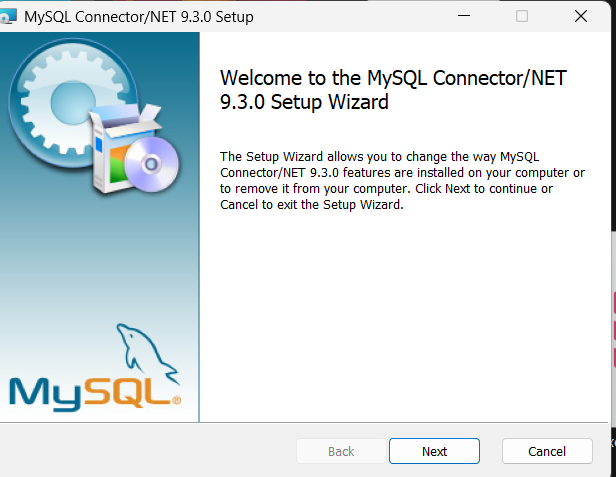 MySQL Connector/NET 9.3.0 Setup
Welcome to the MySQL Connector/NET
9.3.0 Setup Wizard
The Setup Wizard allows you to change the way MySQL
Connector/NET 9.3.0 features are installed on your computer or
to remove it from your computer. Click Next to continue or
Cancel to exit the Setup Wizard.
MySQL®
Back
Next
Cancel